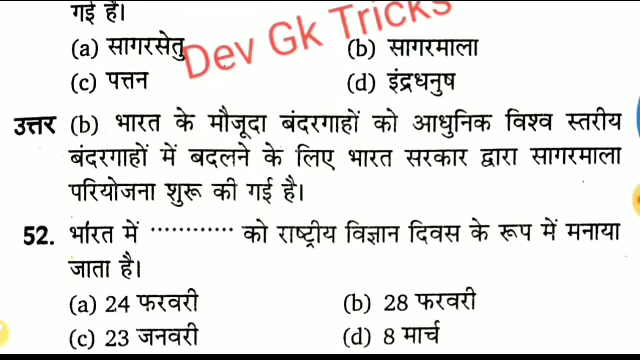 गई हैं।
Dev Gk Tricks
(a) सागरसेतु (b) सागरमाला
(c) पत्तन (d) इंद्रधनुष
उत्तर (b) भारत के मौजूदा बंदरगाहों को आधुनिक विश्व स्तरीय
बंदरगाहों में बदलने के लिए भारत सरकार द्वारा सागरमाला
परियोजना शुरू की गई है।
52. भारत में ············ को राष्ट्रीय विज्ञान दिवस के रूप में मनाया
जाता है।
(a) 24 फरवरी (b) 28 फरवरी
(c) 23 जनवरी (d) 8 मार्च